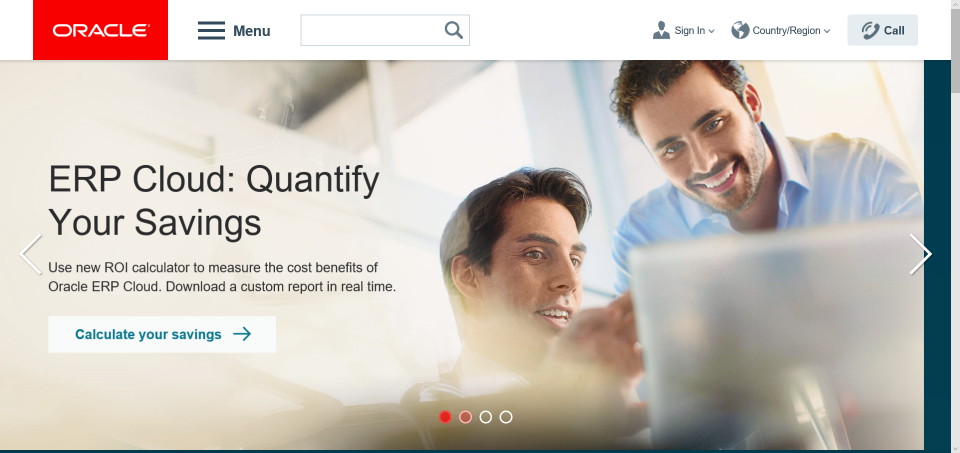 ORACLE
Menu
Sign In
Country/Region
Call
ERP Cloud: Quantify
Your Savings
Use new ROI calculator to measure the cost benefits of
Oracle ERP Cloud. Download a custom report in real time.
Calculate your savings